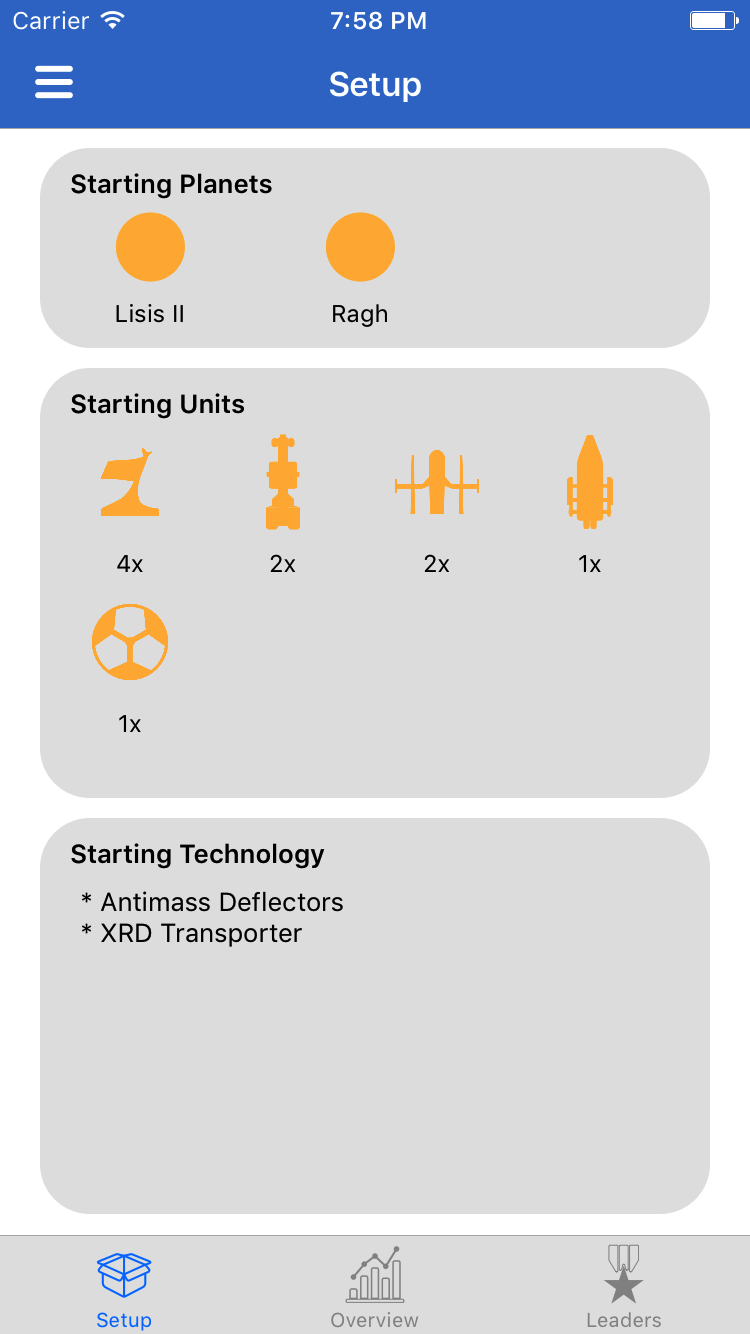 Carrier 7:58 PM
Setup
Starting Planets
Lisis II Ragh
Starting Units
4x 2x 2x 1x
1x
Starting Technology
* Antimass Deflectors
* XRD Transporter
Setup Overview Leaders